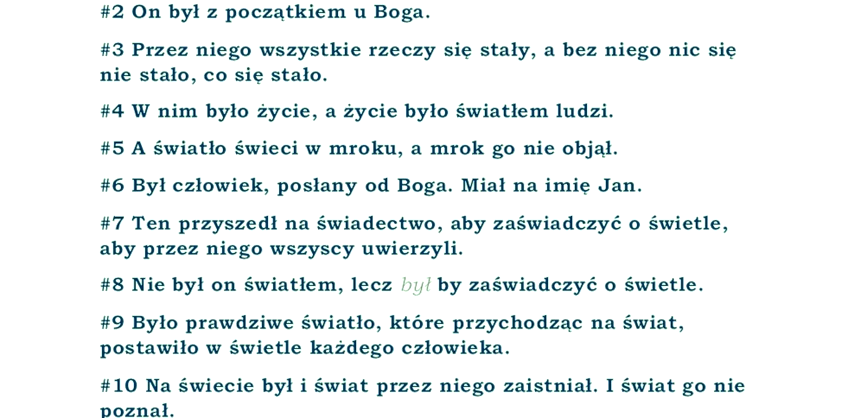 #2 On był z początkiem u Boga.
#3 Przez niego wszystkie rzeczy się stały, a bez niego nic się
nie stało, co się stało.
#4 W nim było życie, a życie było światłem ludzi.
#5 A światło świeci w mroku, a mrok go nie objął.
#6 Był człowiek, posłany od Boga. Miał na imię Jan.
#7 Ten przyszedł na świadectwo, aby zaświadczyć o świetle,
aby przez niego wszyscy uwierzyli.
#8 Nie był on światłem, lecz był by zaświadczyć o świetle.
#9 Było prawdziwe światło, które przychodząc na świat,
postawiło w świetle każdego człowieka.
#10 Na świecie był i świat przez niego zaistniał. I świat go nie
poznał.